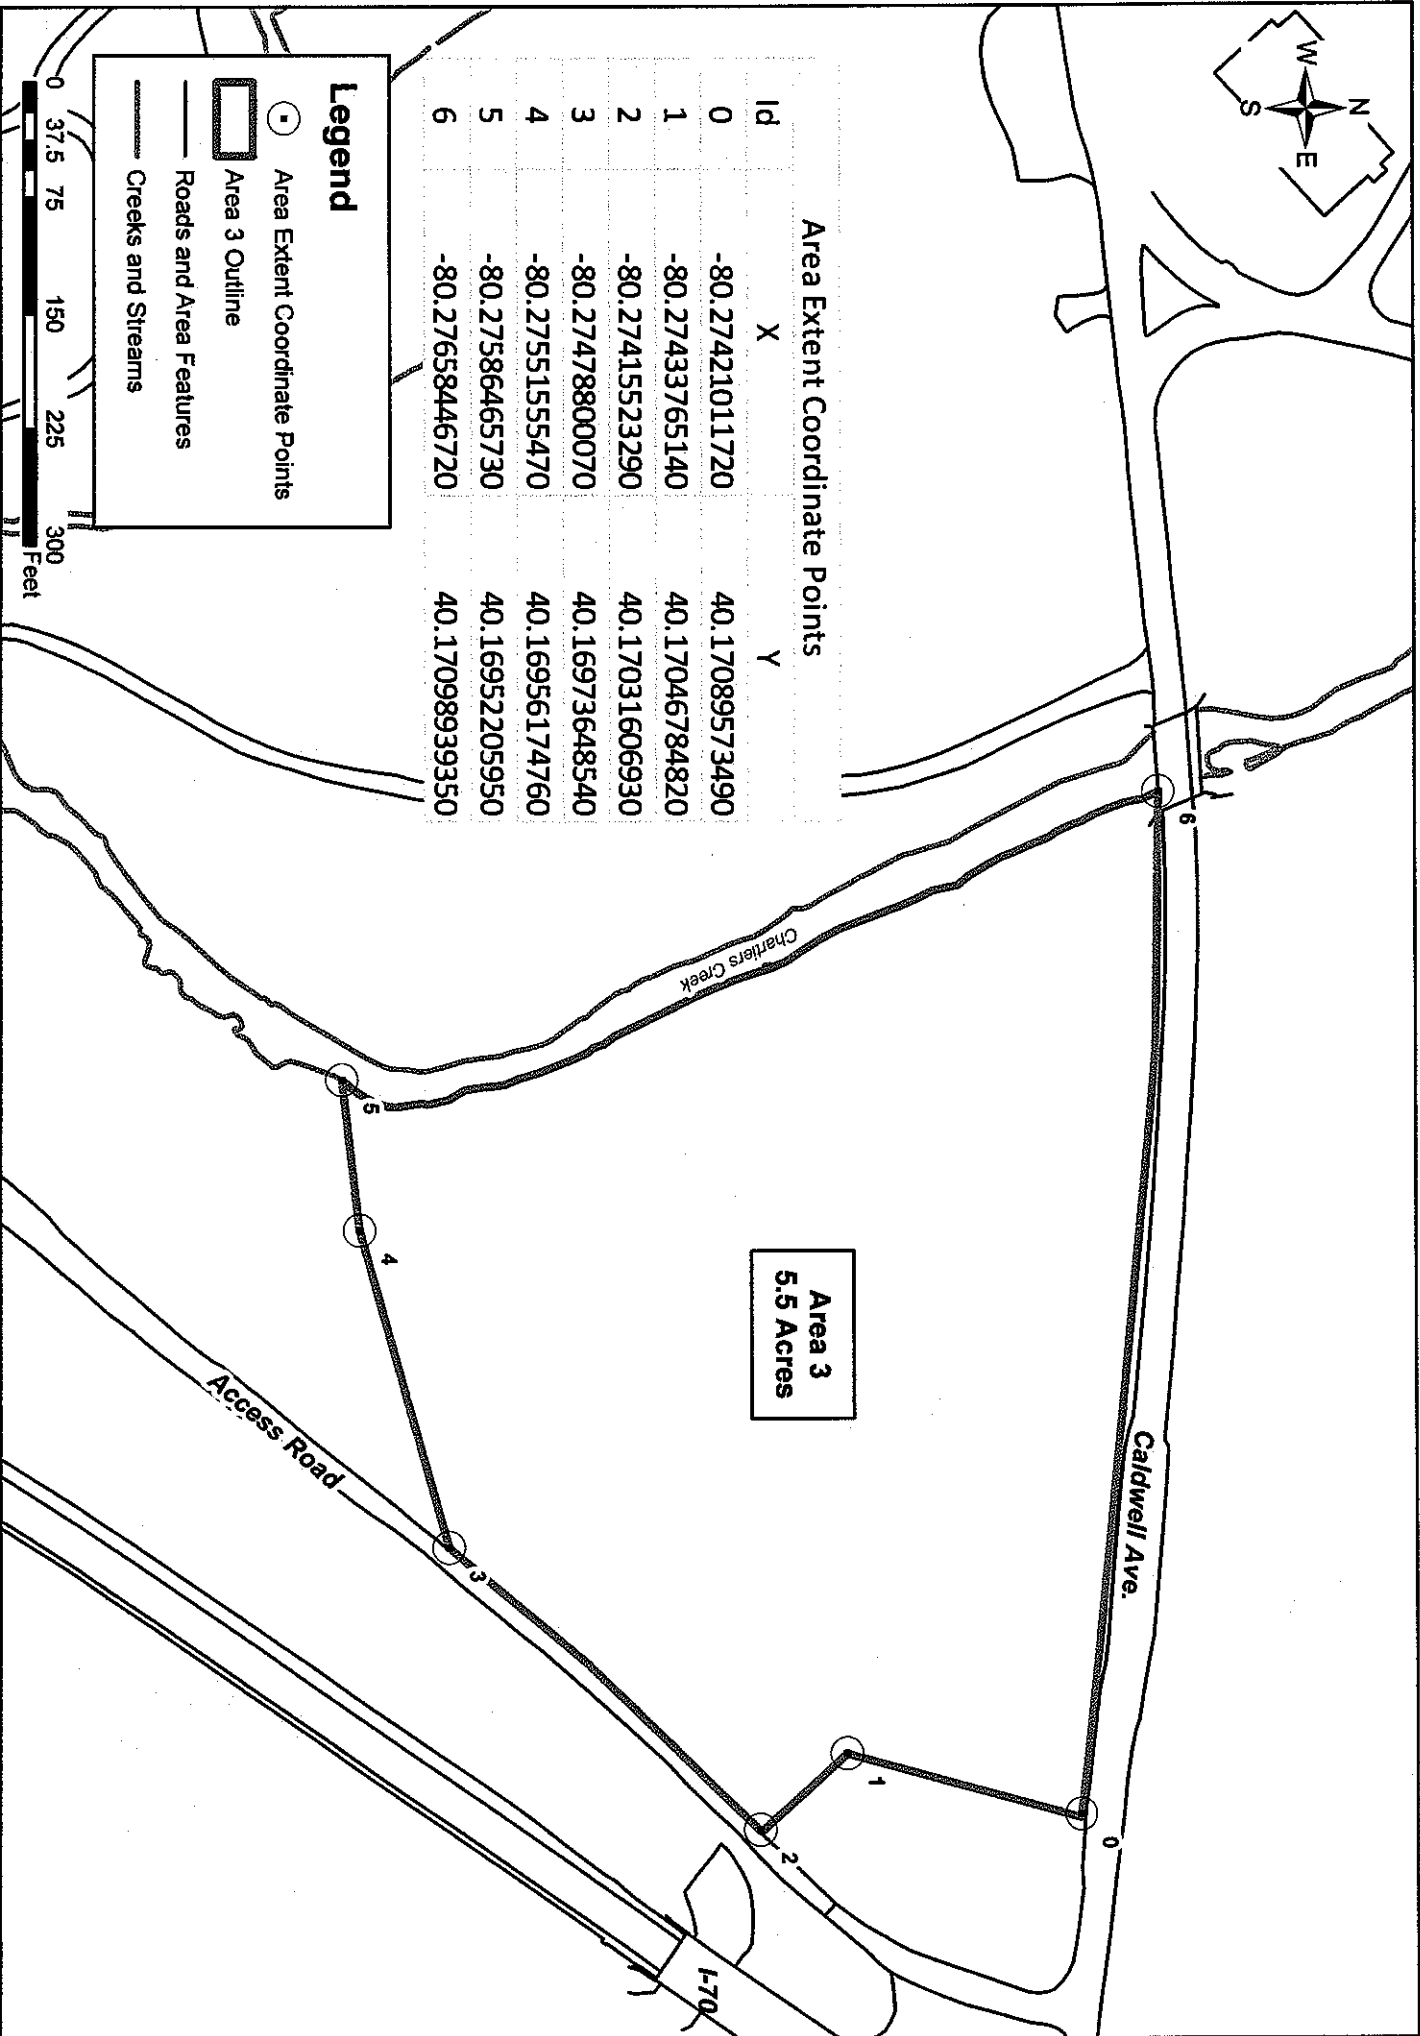 N
W
E
S
Area Extent Coordinate Points
Id X Y
0 -80.27421011720 40.17089573490
1 -80.27433765140 40.17046784820
2 -80.27415523290 40.17031606930
3 -80.27478800070 40.16973648540
4 -80.27551555470 40.16956174760
5 -80.27586465730 40.16952205950
6 -80.27658446720 40.17098939350
Legend
Area Extent Coordinate Points
Area 3 Outline
Roads and Area Features
Creeks and Streams
0 37.5 75 150 225 300
Feet
6
Caldwell Ave.
0
Chartiers Creek
Area 3
5.5 Acres
1
2
5
4
3
Access Road
I-70